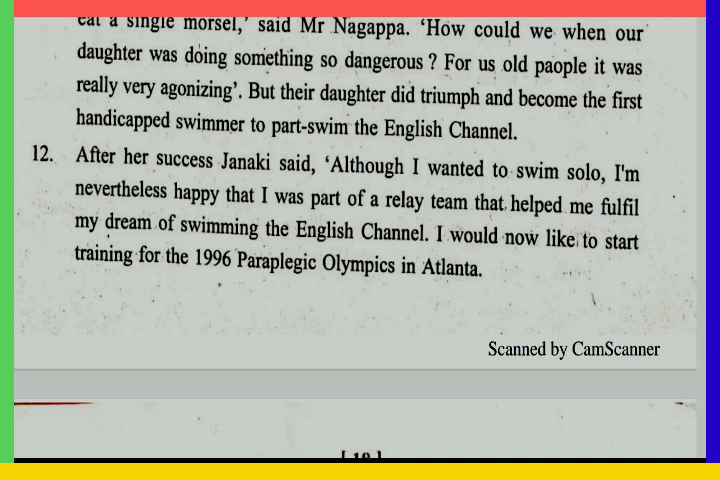 eat a single morsel,’ said Mr Nagappa. ‘How could we when our
daughter was doing something so dangerous ? For us old paople it was
really very agonizing’. But their daughter did triumph and become the first
handicapped swimmer to part-swim the English Channel.
12. After her success Janaki said, ‘Although I wanted to swim solo, I'm
nevertheless happy that I was part of a relay team that helped me fulfil
my dream of swimming the English Channel. I would now like to start
training for the 1996 Paraplegic Olympics in Atlanta.
Scanned by CamScanner